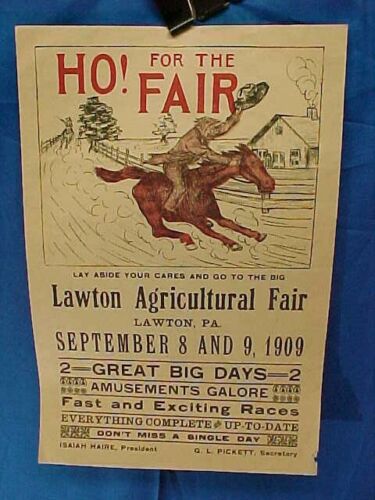 HO! FOR THE
FAIR
LAY ASIDE YOUR CARES AND GO TO THE BIG
Lawton Agricultural Fair
LAWTON, PA.
SEPTEMBER 8 AND 9, 1909
2—GREAT BIG DAYS—2
AMUSEMENTS GALORE
Fast and Exciting Races
EVERYTHING COMPLETE AND UP-TO-DATE
DON'T MISS A SINGLE DAY
ISAIAH HAIRE, President G. L. PICKETT, Secretary